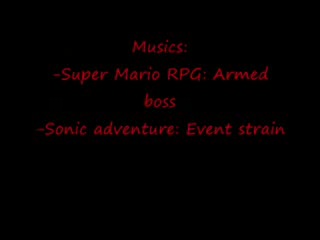 Musics:
-Super Mario RPG: Armed
boss
-Sonic adventure: Event strain